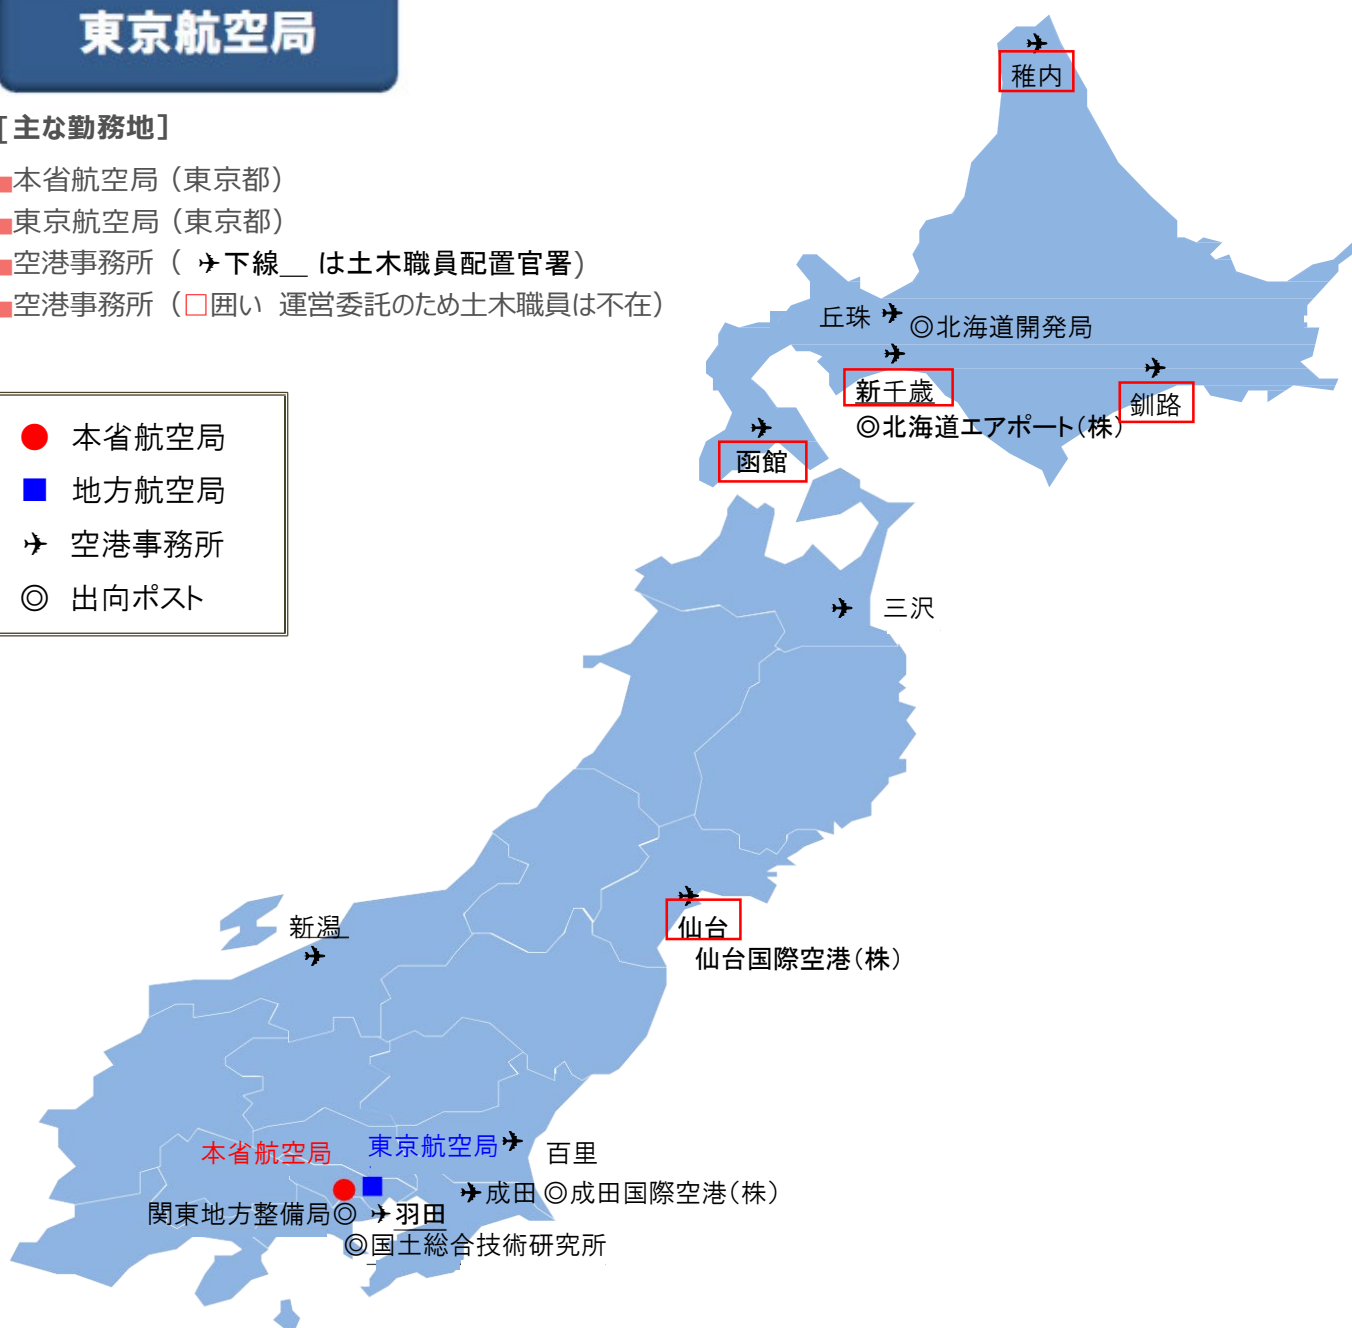 東京航空局
[主な勤務地]
■本省航空局（東京都）
■東京航空局（東京都）
■空港事務所（ ✈下線__ は土木職員配置官署)
■空港事務所（□囲い 運営委託のため土木職員は不在）
● 本省航空局
■ 地方航空局
✈ 空港事務所
◎ 出向ポスト
稚内
丘珠
◎北海道開発局
新千歳
釧路
◎北海道エアポート(株)
函館
三沢
仙台
仙台国際空港(株)
新潟
本省航空局
東京航空局
百里
成田 ◎成田国際空港(株)
関東地方整備局◎
羽田
◎国土総合技術研究所